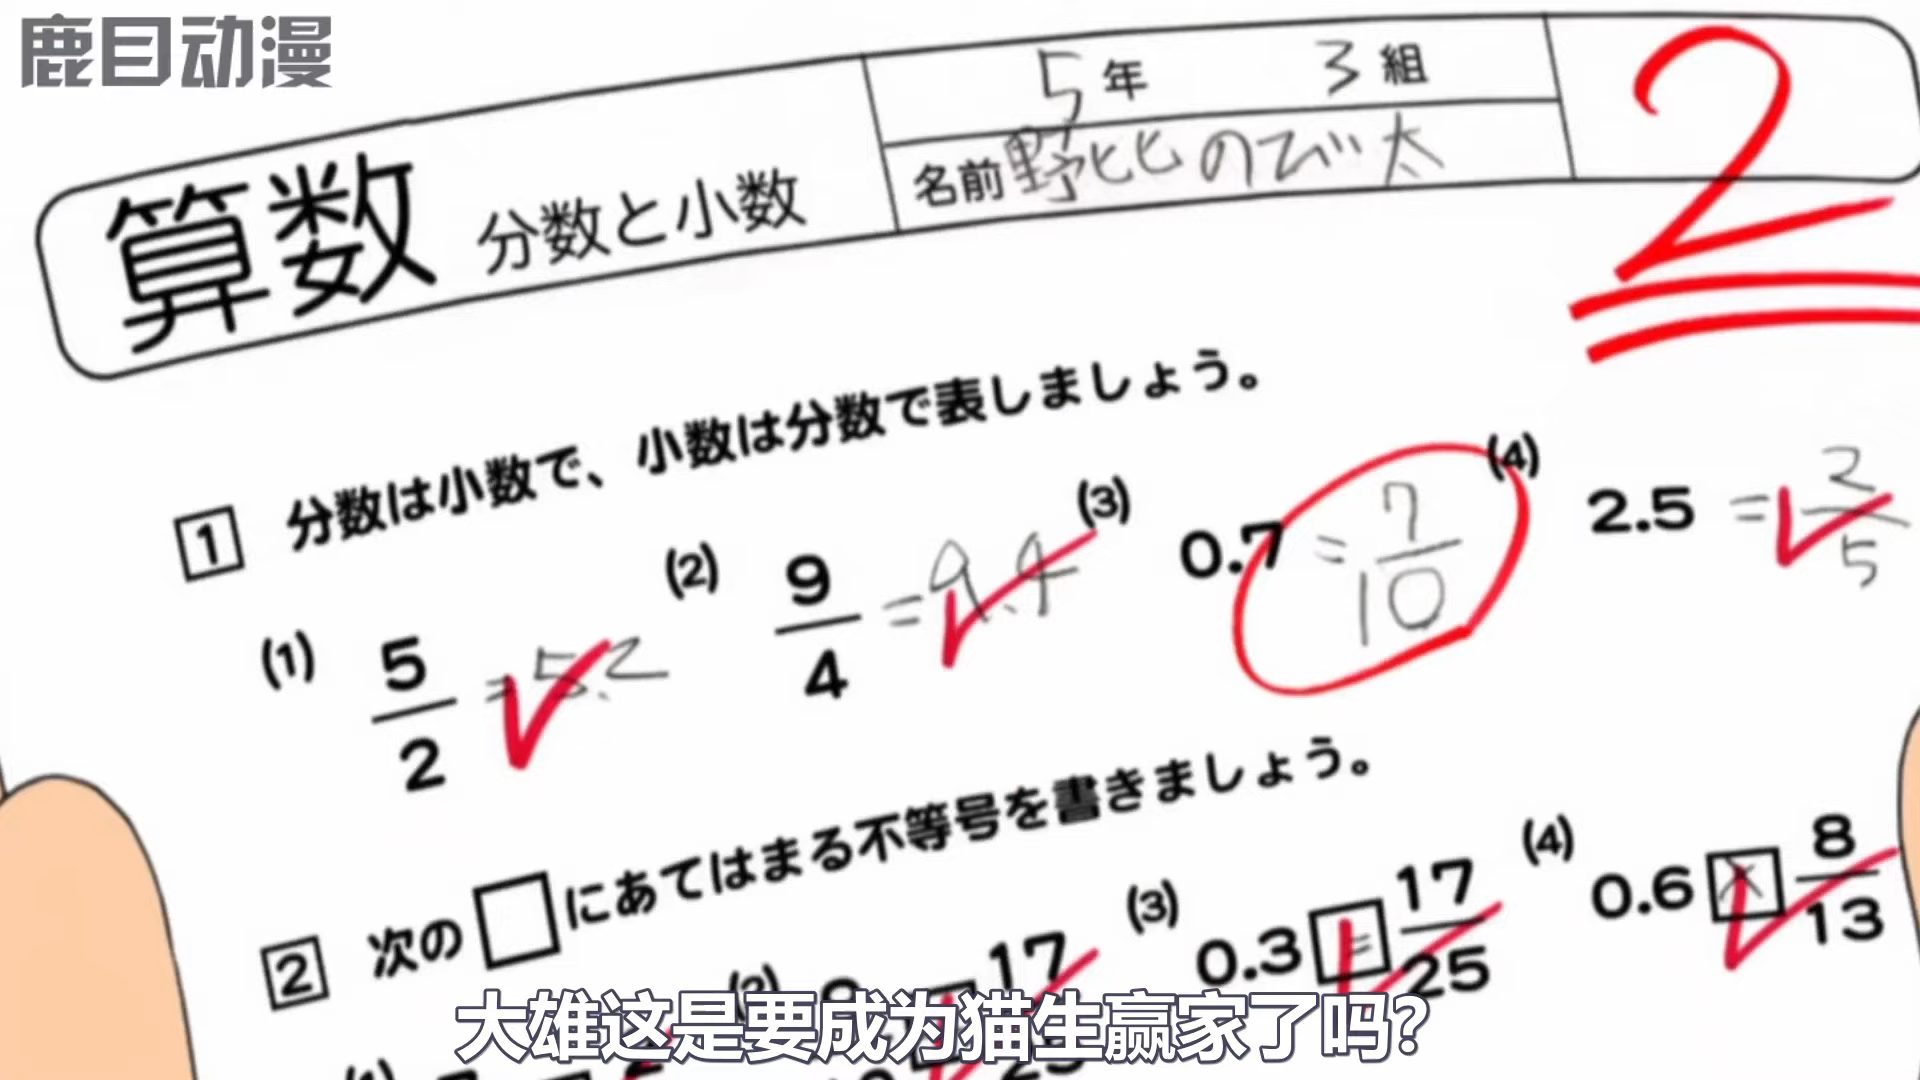 鹿目动漫
5年 3組
名前 野比のび太
2
算数 分数と小数
1 分数は小数で、小数は分数で表しましょう。
(1) 5/2 = 5.2
(2) 9/4 = 9.4
(3) 0.7 = 7/10
(4) 2.5 = 2/5
2 次の□にあてはまる不等号を書きましょう。
(3) 0.3 = 17/25
(4) 0.6 × 8/13
大雄这是要成为猫生赢家了吗?